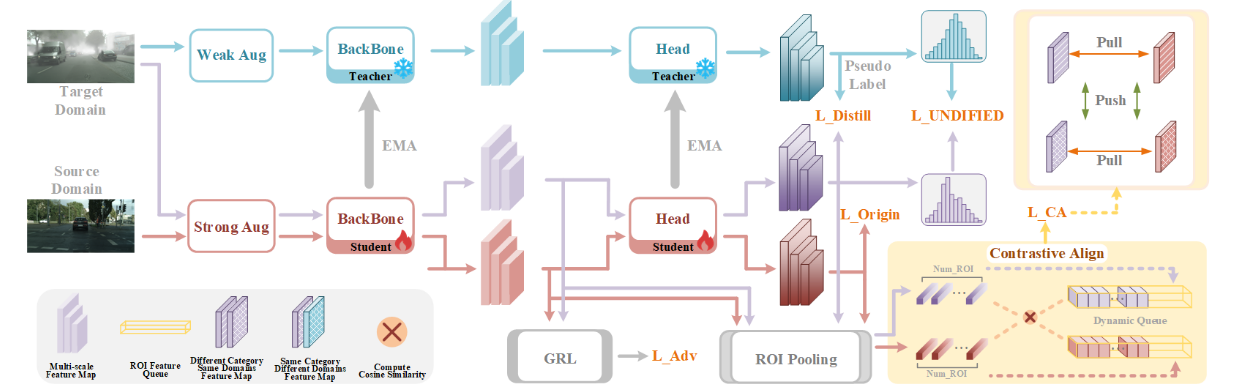 Weak Aug
BackBone
Teacher
Head
Teacher
Pseudo
Label
Target
Domain
EMA
EMA
L_Distill
L_UNDIFIED
Pull
Push
Pull
Source
Domain
Strong Aug
BackBone
Student
Head
Student
L_Origin
L_CA
Contrastive Align
Num_ROI
...
...
Dynamic Queue
...
Num_ROI
GRL
L_Adv
ROI Pooling
Multi-scale
Feature Map
ROI Feature
Queue
Different Category
Same Domains
Feature Map
Same Category
Different Domains
Feature Map
Compute
Cosine Similarity